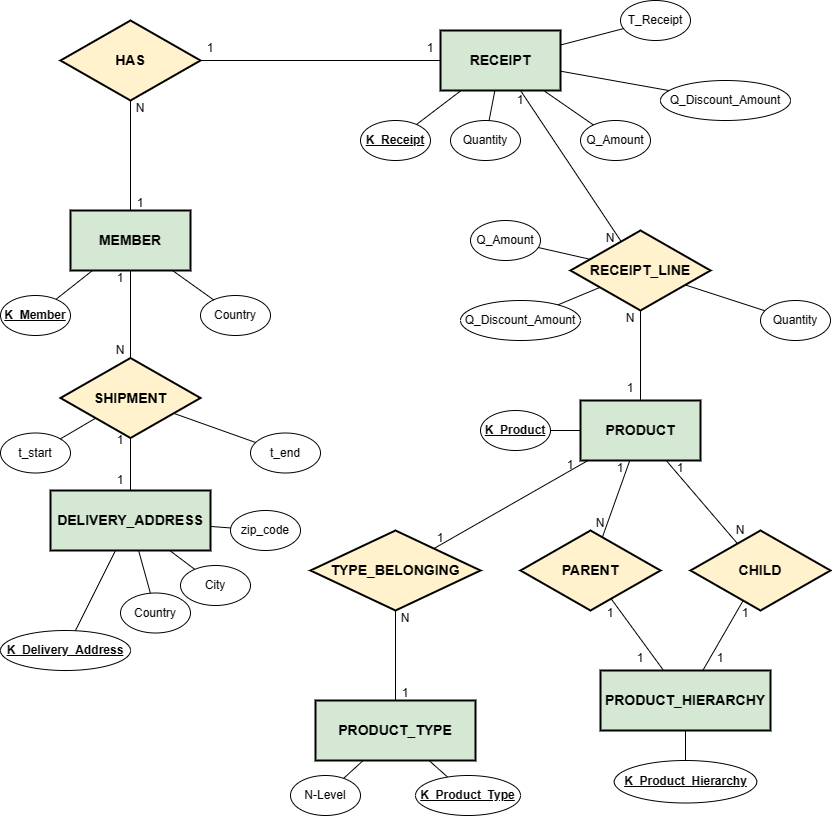 T_Receipt
HAS
1
1
RECEIPT
Q_Discount_Amount
N
1
K_Receipt
Quantity
Q_Amount
1
MEMBER
N
Q_Amount
RECEIPT_LINE
1
K_Member
Country
Q_Discount_Amount
N
Quantity
N
1
SHIPMENT
K_Product
PRODUCT
1
t_start
t_end
1
1
1
1
DELIVERY_ADDRESS
zip_code
1
N
N
TYPE_BELONGING
PARENT
CHILD
City
Country
N
1
1
K_Delivery_Address
1
1
1
PRODUCT_TYPE
PRODUCT_HIERARCHY
N-Level
K_Product_Type
K_Product_Hierarchy